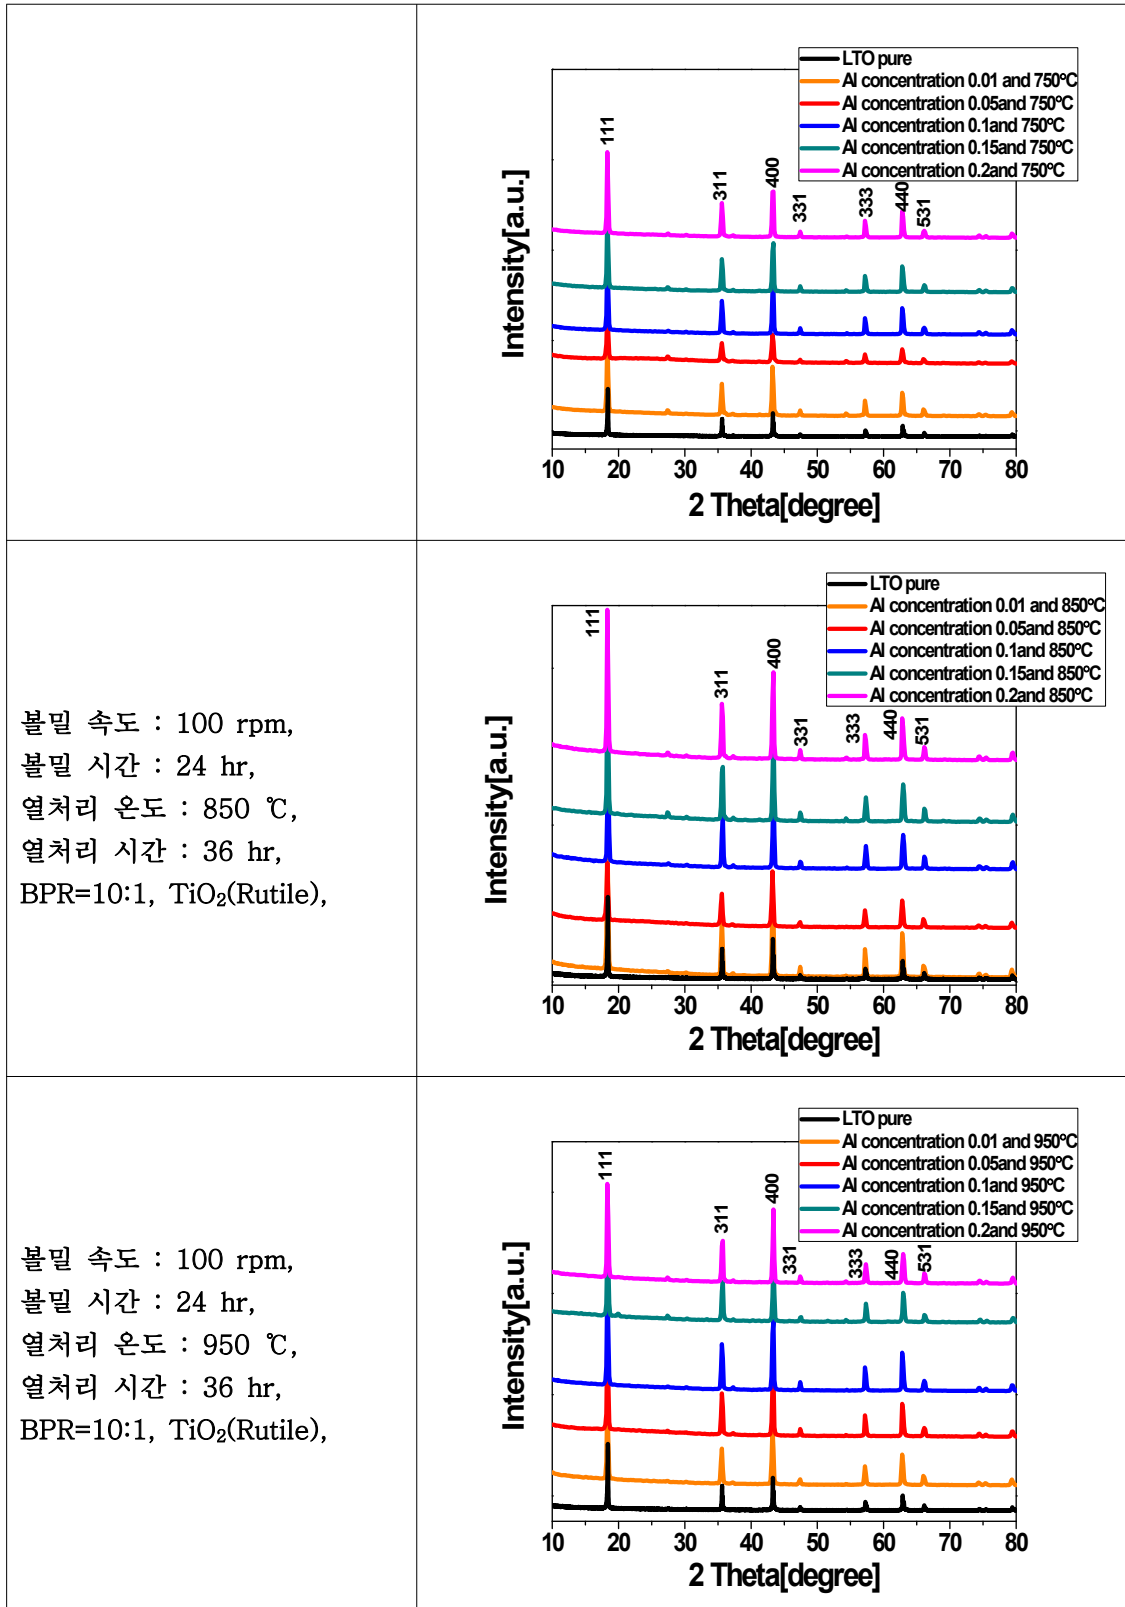 LTO pure
Al concentration 0.01 and 750°C
Al concentration 0.05and 750°C
Al concentration 0.1and 750°C
Al concentration 0.15and 750°C
Al concentration 0.2and 750°C
111
311
400
331
333
440
531
Intensity[a.u.]
10 20 30 40 50 60 70 80
2 Theta[degree]
볼밀 속도 : 100 rpm,
볼밀 시간 : 24 hr,
열처리 온도 : 850 ℃,
열처리 시간 : 36 hr,
BPR=10:1, TiO₂(Rutile),
LTO pure
Al concentration 0.01 and 850°C
Al concentration 0.05and 850°C
Al concentration 0.1and 850°C
Al concentration 0.15and 850°C
Al concentration 0.2and 850°C
111
311
400
331
333
440
531
Intensity[a.u.]
10 20 30 40 50 60 70 80
2 Theta[degree]
볼밀 속도 : 100 rpm,
볼밀 시간 : 24 hr,
열처리 온도 : 950 ℃,
열처리 시간 : 36 hr,
BPR=10:1, TiO₂(Rutile),
LTO pure
Al concentration 0.01 and 950°C
Al concentration 0.05and 950°C
Al concentration 0.1and 950°C
Al concentration 0.15and 950°C
Al concentration 0.2and 950°C
111
311
400
331
333
440
531
Intensity[a.u.]
10 20 30 40 50 60 70 80
2 Theta[degree]